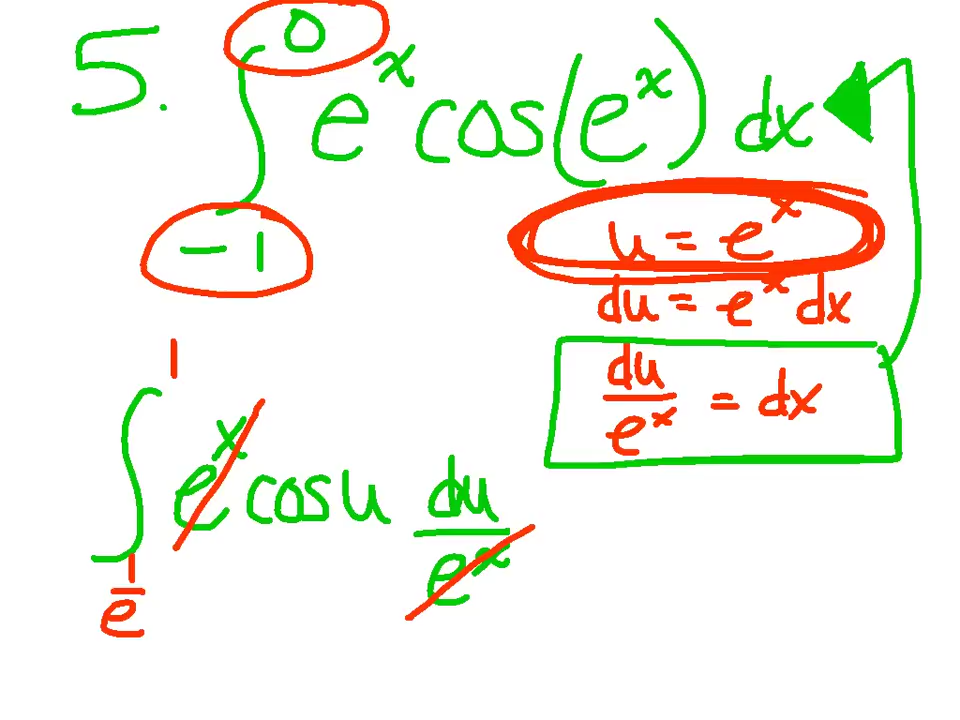 5. ∫_{-1}^{0} e^x cos(e^x) dx
u = e^x
du = e^x dx
du/e^x = dx
∫_{1/e}^{1} e^x cos u du/e^x